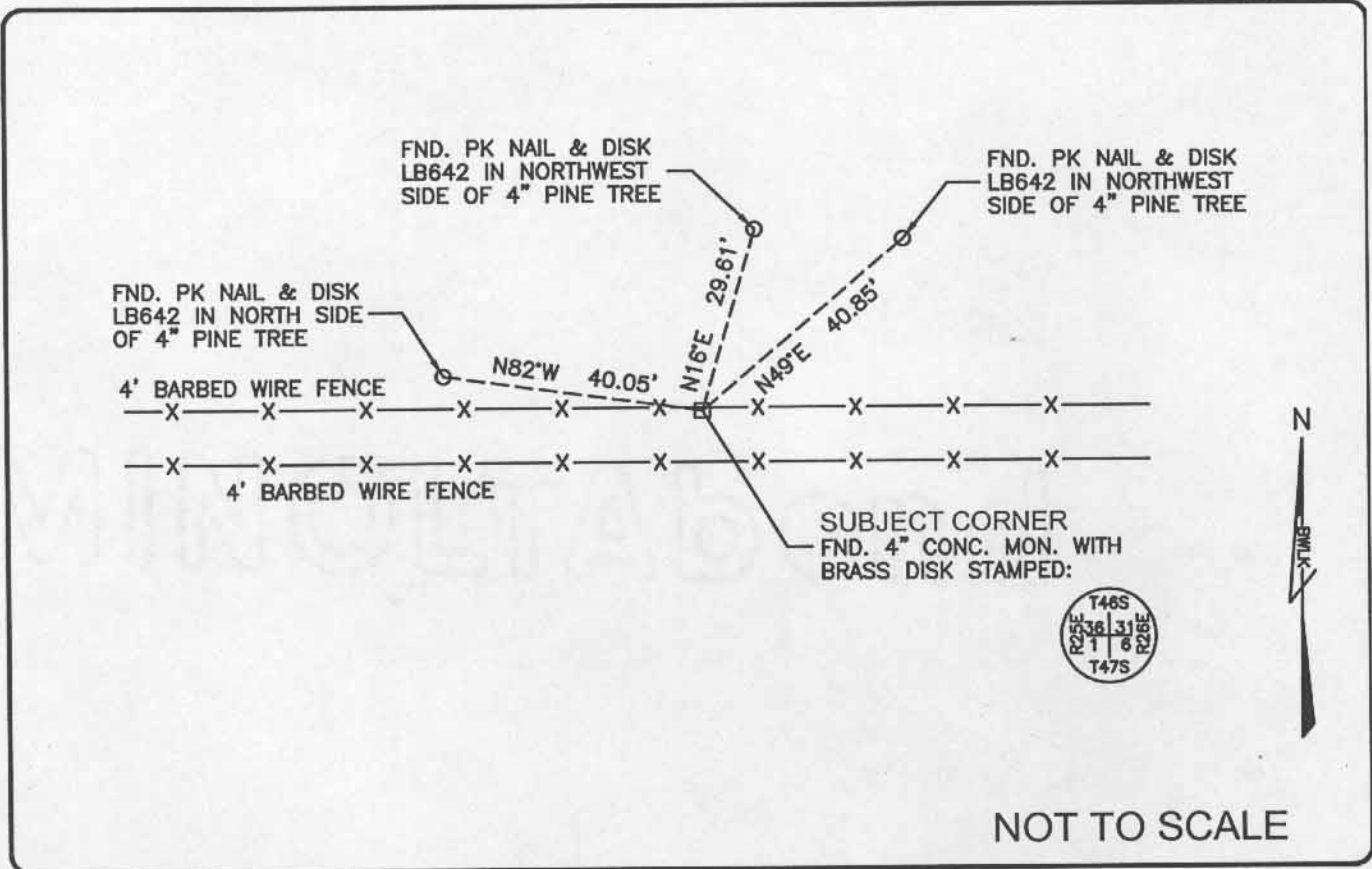 FND. PK NAIL & DISK
LB642 IN NORTHWEST
SIDE OF 4" PINE TREE
FND. PK NAIL & DISK
LB642 IN NORTHWEST
SIDE OF 4" PINE TREE
FND. PK NAIL & DISK
LB642 IN NORTH SIDE
OF 4" PINE TREE
N82°W 40.05'
N16°E 29.61'
N49°E 40.85'
4' BARBED WIRE FENCE
4' BARBED WIRE FENCE
N
BWLK
SUBJECT CORNER
FND. 4" CONC. MON. WITH
BRASS DISK STAMPED:
T46S
R25E 36 31 R26E
1 6
T47S
NOT TO SCALE